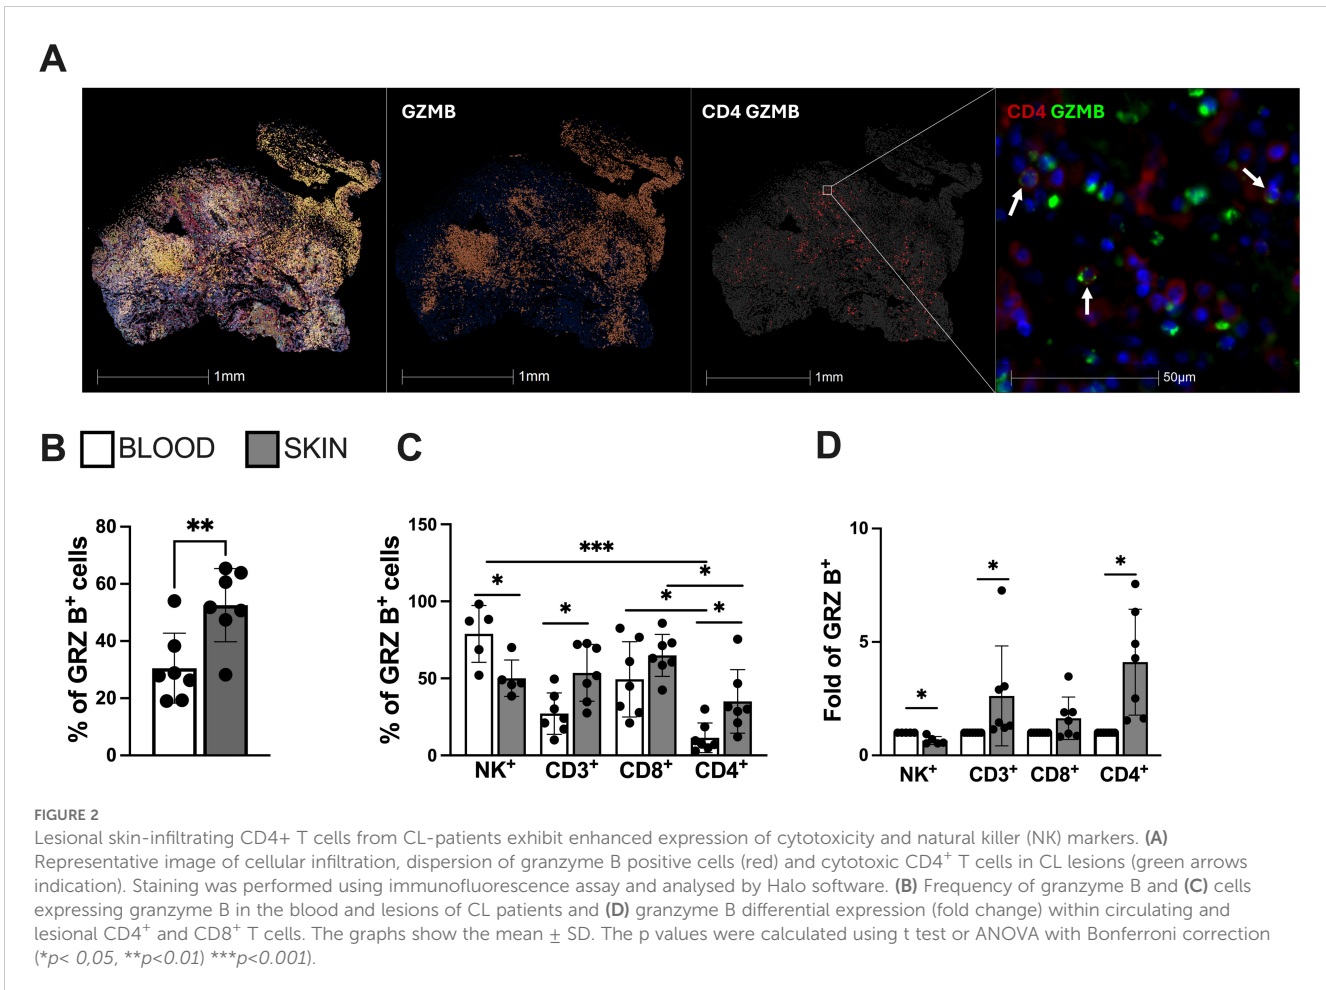 A
GZMB
CD4 GZMB
CD4 GZMB
1mm
1mm
1mm
50µm
B
BLOOD
SKIN
% of GRZ B+ cells
80
60
40
20
0
**
C
% of GRZ B+ cells
150
100
50
0
***
*
*
*
*
*
NK+
CD3+
CD8+
CD4+
D
Fold of GRZ B+
10
5
0
*
*
*
NK+
CD3+
CD8+
CD4+
FIGURE 2
Lesional skin-infiltrating CD4+ T cells from CL-patients exhibit enhanced expression of cytotoxicity and natural killer (NK) markers. (A)
Representative image of cellular infiltration, dispersion of granzyme B positive cells (red) and cytotoxic CD4+ T cells in CL lesions (green arrows
indication). Staining was performed using immunofluorescence assay and analysed by Halo software. (B) Frequency of granzyme B and (C) cells
expressing granzyme B in the blood and lesions of CL patients and (D) granzyme B differential expression (fold change) within circulating and
lesional CD4+ and CD8+ T cells. The graphs show the mean ± SD. The p values were calculated using t test or ANOVA with Bonferroni correction
(*p< 0,05, **p<0.01) ***p<0.001).